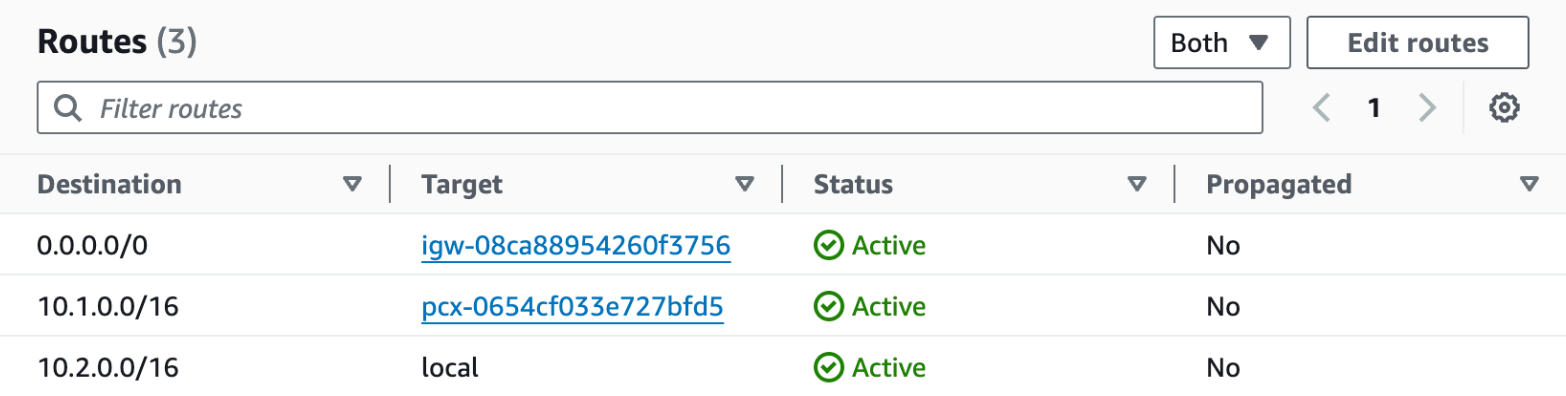 Routes (3) Both Edit routes
Filter routes 1
Destination Target Status Propagated
0.0.0.0/0 igw-08ca88954260f3756 Active No
10.1.0.0/16 pcx-0654cf033e727bfd5 Active No
10.2.0.0/16 local Active No